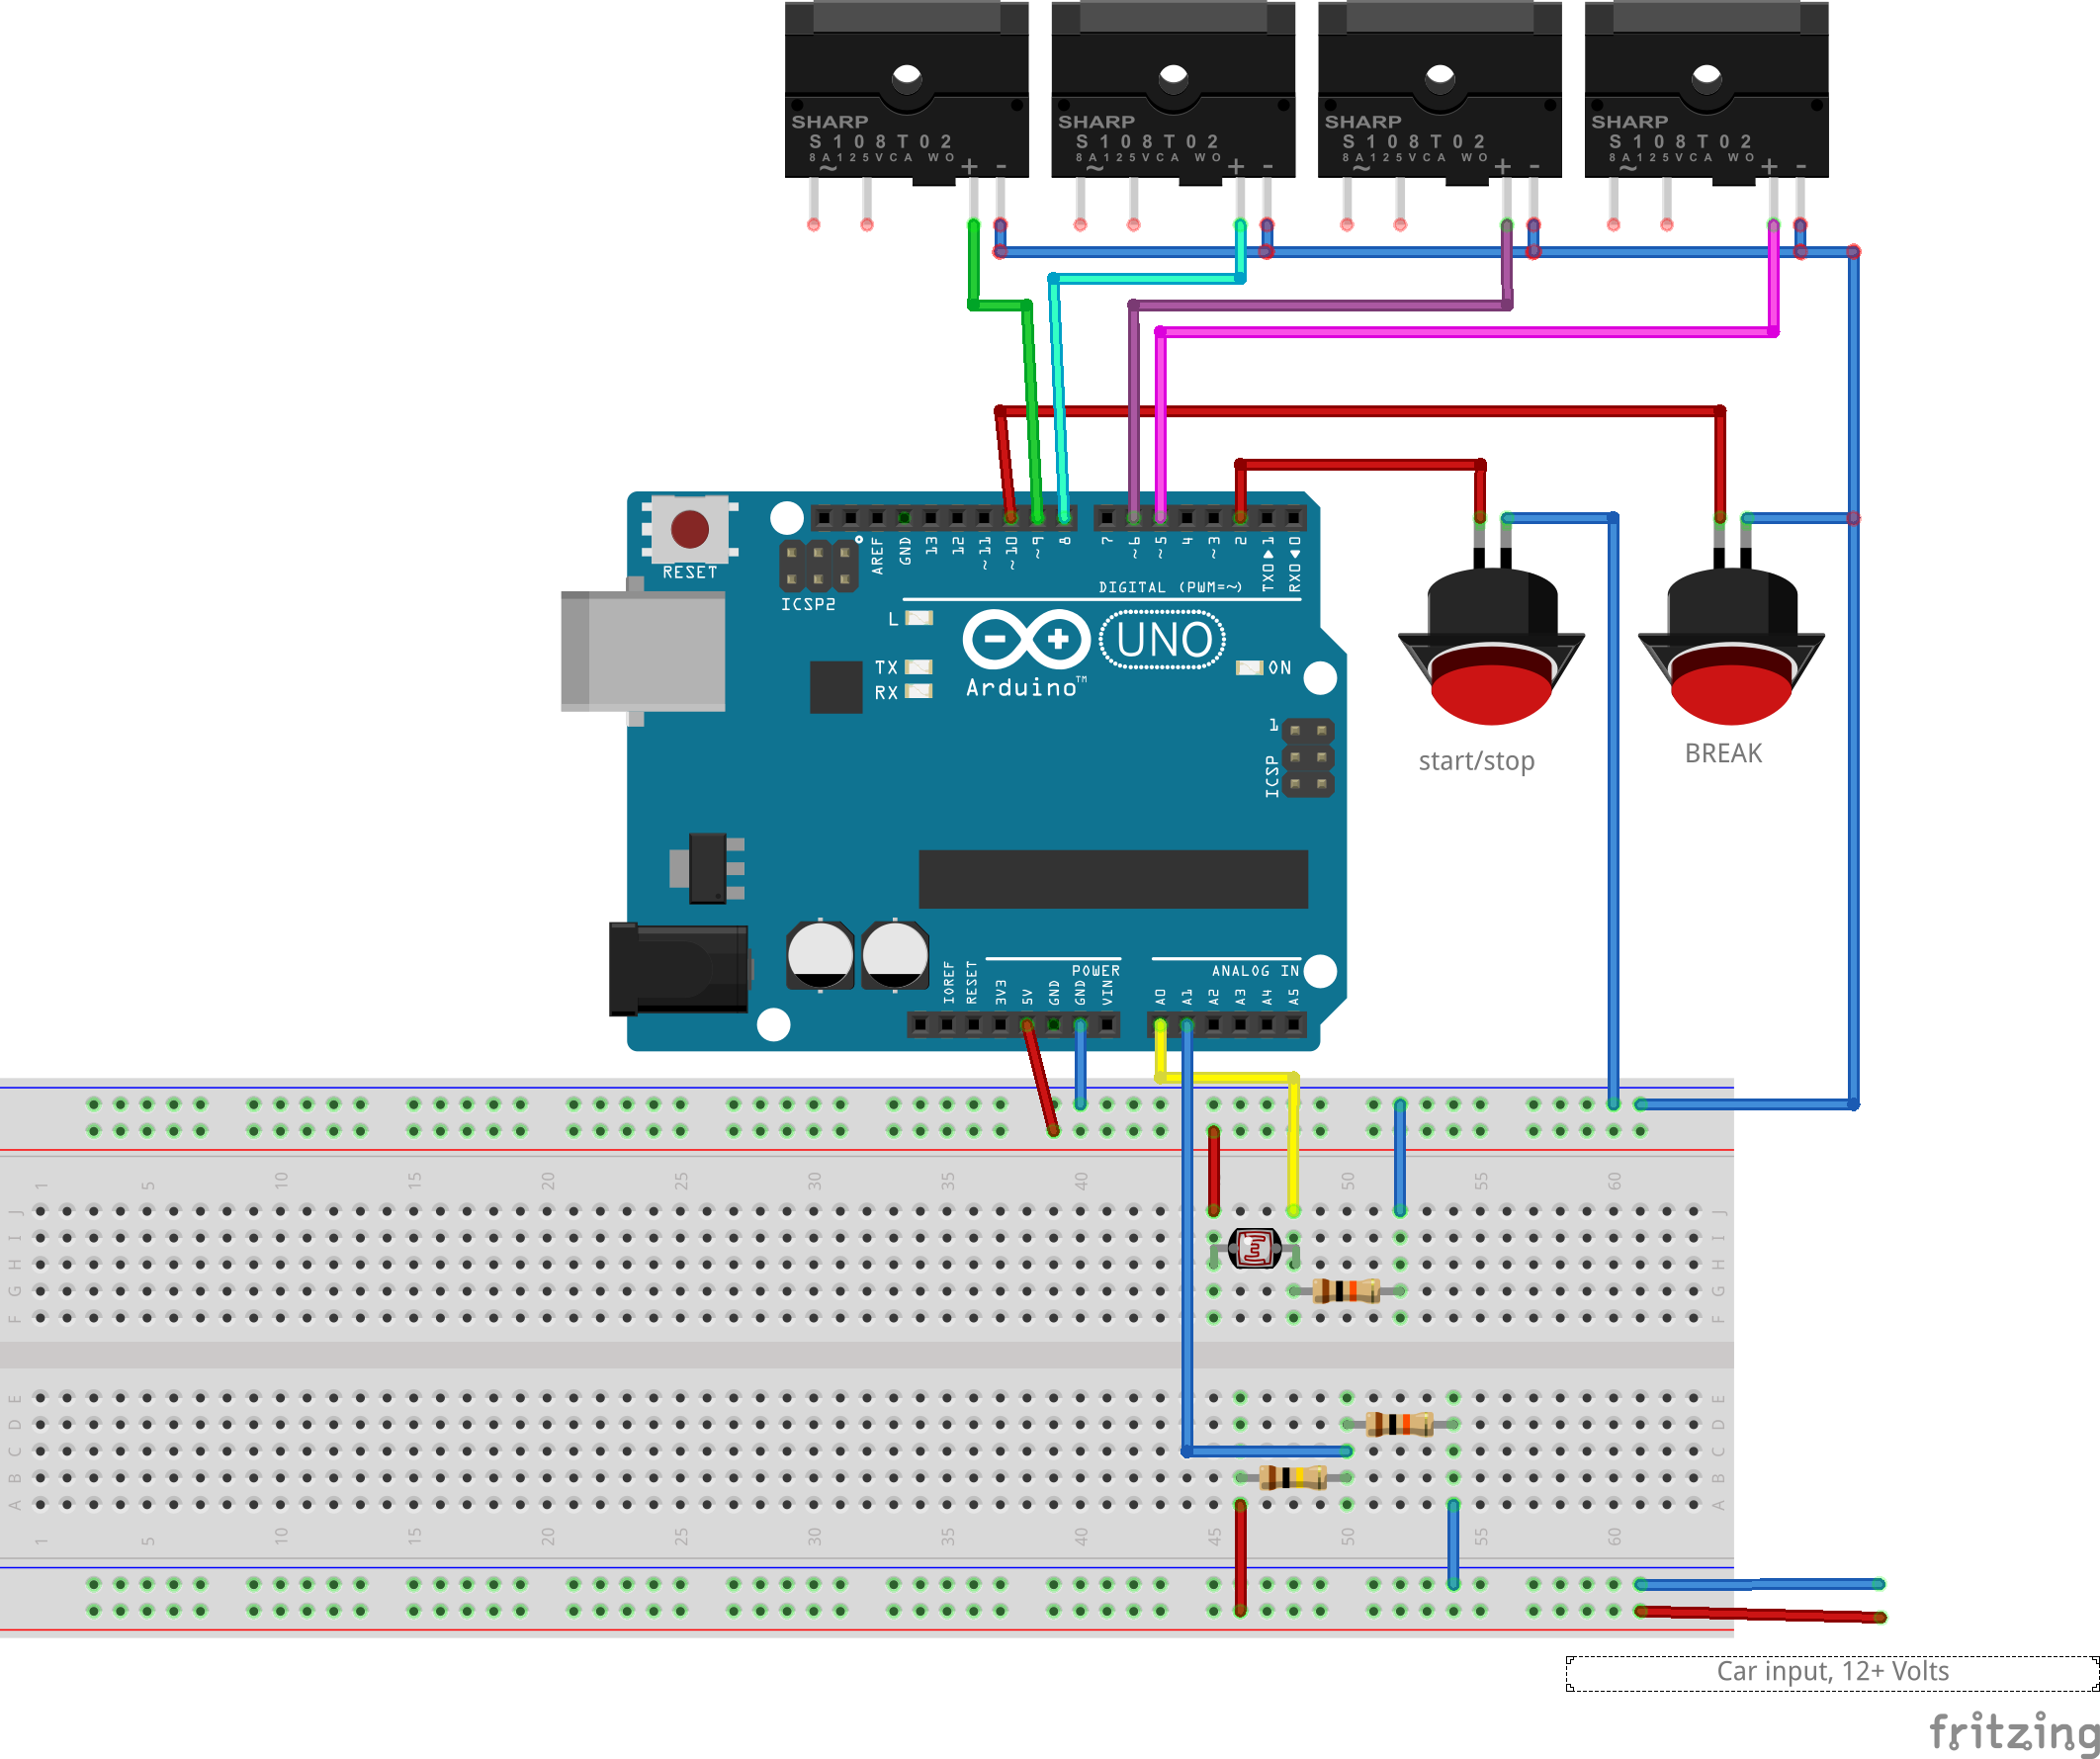 SHARP SHARP SHARP SHARP
S108T02 S108T02 S108T02 S108T02
8A125VCA WO 8A125VCA WO 8A125VCA WO 8A125VCA WO
~ + - ~ + - ~ + - ~ + -
RESET
ICSP2
AREF GND 13 12 ~11 ~10 ~9 8 7 ~6 ~5 4 ~3 2 TX0▶1 RX0◀0
DIGITAL (PWM=~)
L
TX
RX
UNO
Arduino™
ON
1
ICSP
start/stop
BREAK
POWER
ANALOG IN
IOREF RESET 3V3 5V GND GND VIN A0 A1 A2 A3 A4 A5
1 5 10 15 20 25 30 35 40 50 55 60
J J
I I
H H
G G
F F
E E
D D
C C
B B
A A
1 5 10 15 20 25 30 35 40 45 50 55 60
Car input, 12+ Volts
fritzing